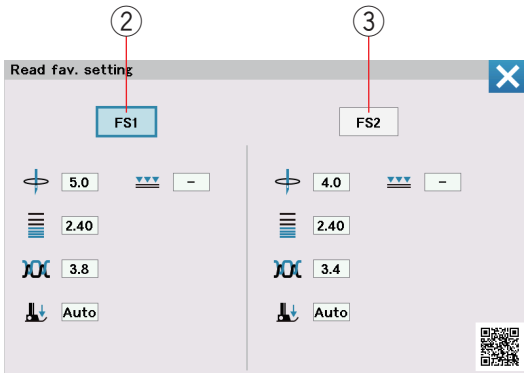 ② ③
Read fav. setting
FS1 FS2
5.0 - 4.0 -
2.40 2.40
3.8 3.4
Auto Auto